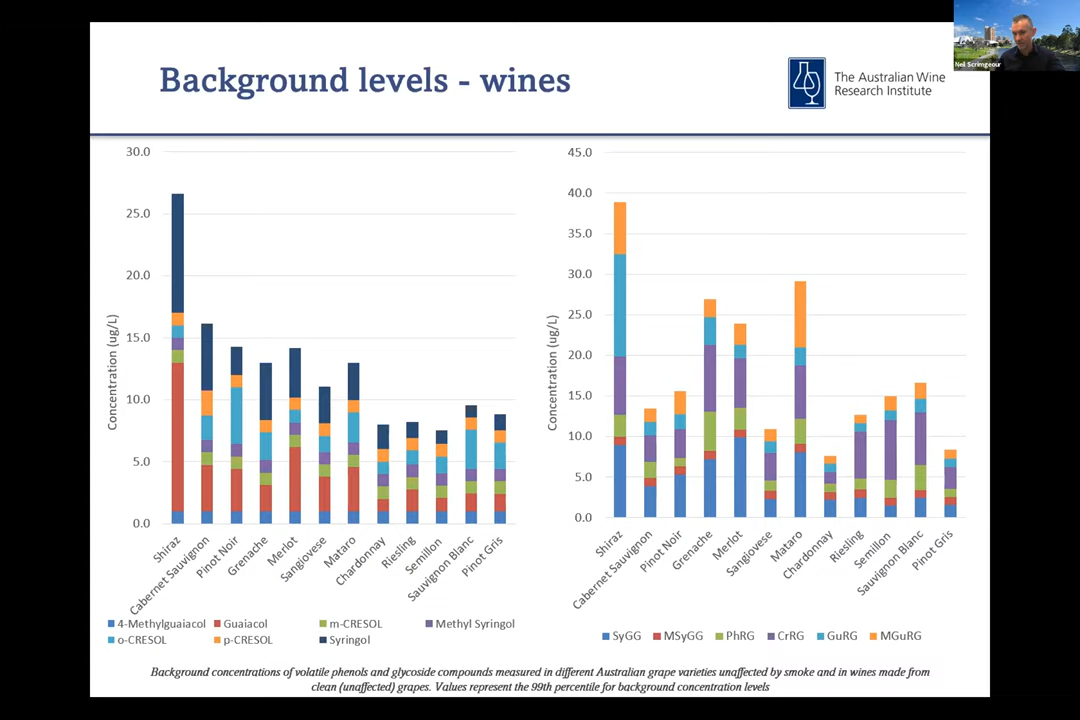 Background levels - wines
The Australian Wine
Research Institute
Neil Scrimgeour
30.0
25.0
20.0
15.0
10.0
5.0
0.0
Concentration (ug/L)
Shiraz
Cabernet Sauvignon
Pinot Noir
Grenache
Merlot
Sangiovese
Mataro
Chardonnay
Riesling
Semillon
Sauvignon Blanc
Pinot Gris
4-Methylguaiacol
Guaiacol
m-CRESOL
Methyl Syringol
o-CRESOL
p-CRESOL
Syringol
45.0
40.0
35.0
30.0
25.0
20.0
15.0
10.0
5.0
0.0
Concentration (ug/L)
Shiraz
Cabernet Sauvignon
Pinot Noir
Grenache
Merlot
Sangiovese
Mataro
Chardonnay
Riesling
Semillon
Sauvignon Blanc
Pinot Gris
SyGG
MSyGG
PhRG
CrRG
GuRG
MGuRG
Background concentrations of volatile phenols and glycoside compounds measured in different Australian grape varieties unaffected by smoke and in wines made from
clean (unaffected) grapes. Values represent the 99th percentile for background concentration levels